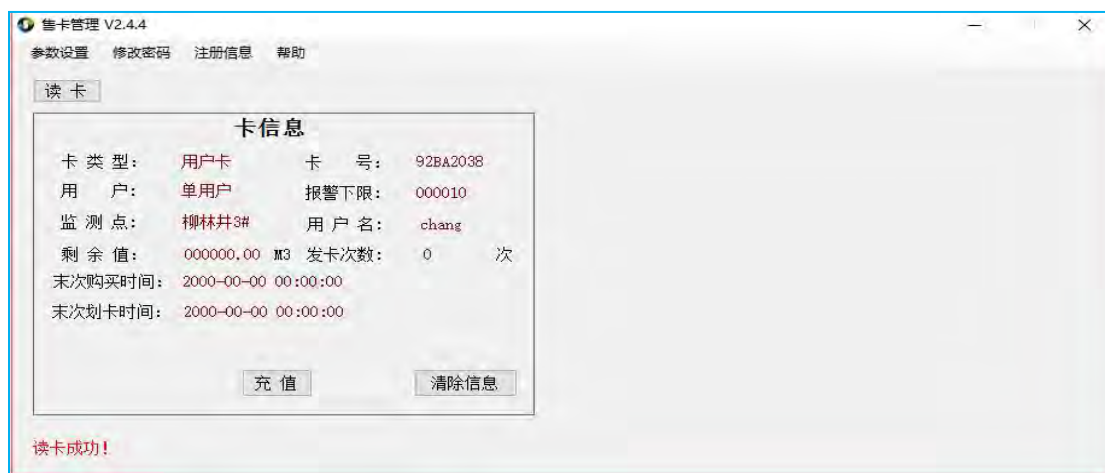 售卡管理 V2.4.4
参数设置 修改密码 注册信息 帮助
读 卡
卡信息
卡 类 型: 用户卡 卡 号: 92BA2038
用 户: 单用户 报警下限: 000010
监 测 点: 柳林井3# 用 户 名: chang
剩 余 值: 000000.00 M3 发卡次数: 0 次
末次购买时间: 2000-00-00 00:00:00
末次划卡时间: 2000-00-00 00:00:00
充 值 清除信息
读卡成功!